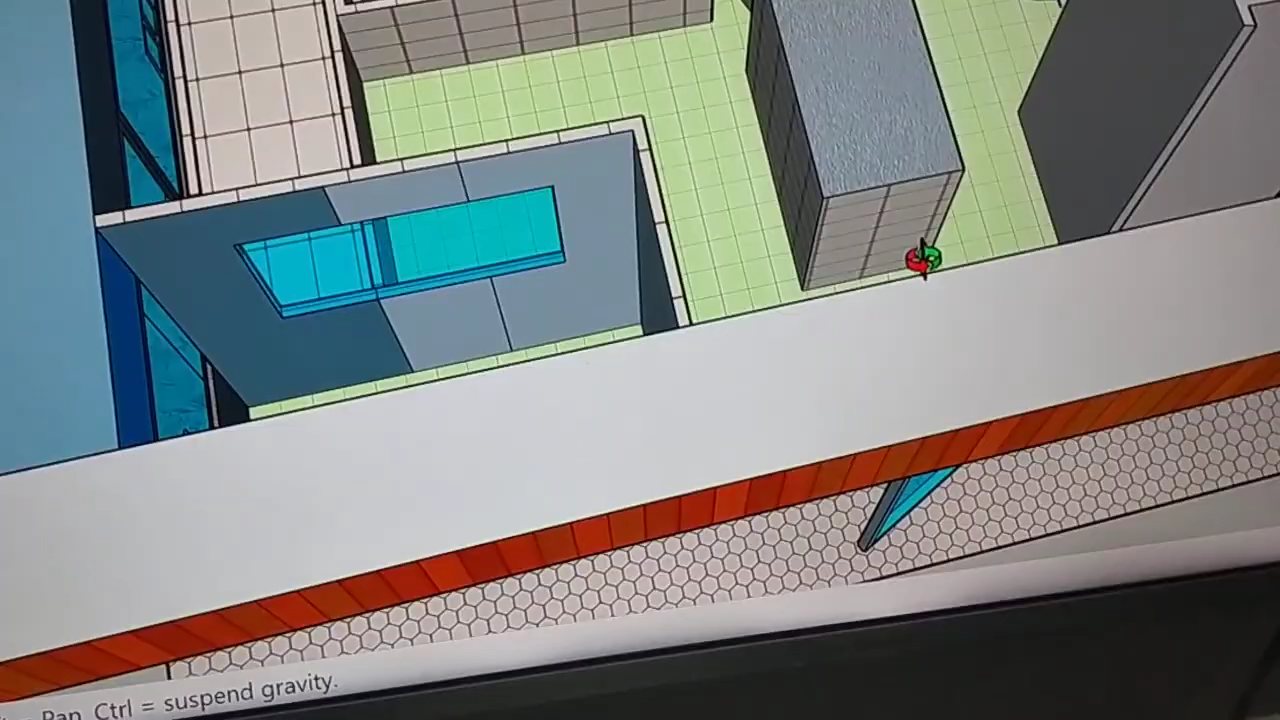 = Pan, Ctrl = suspend gravity.